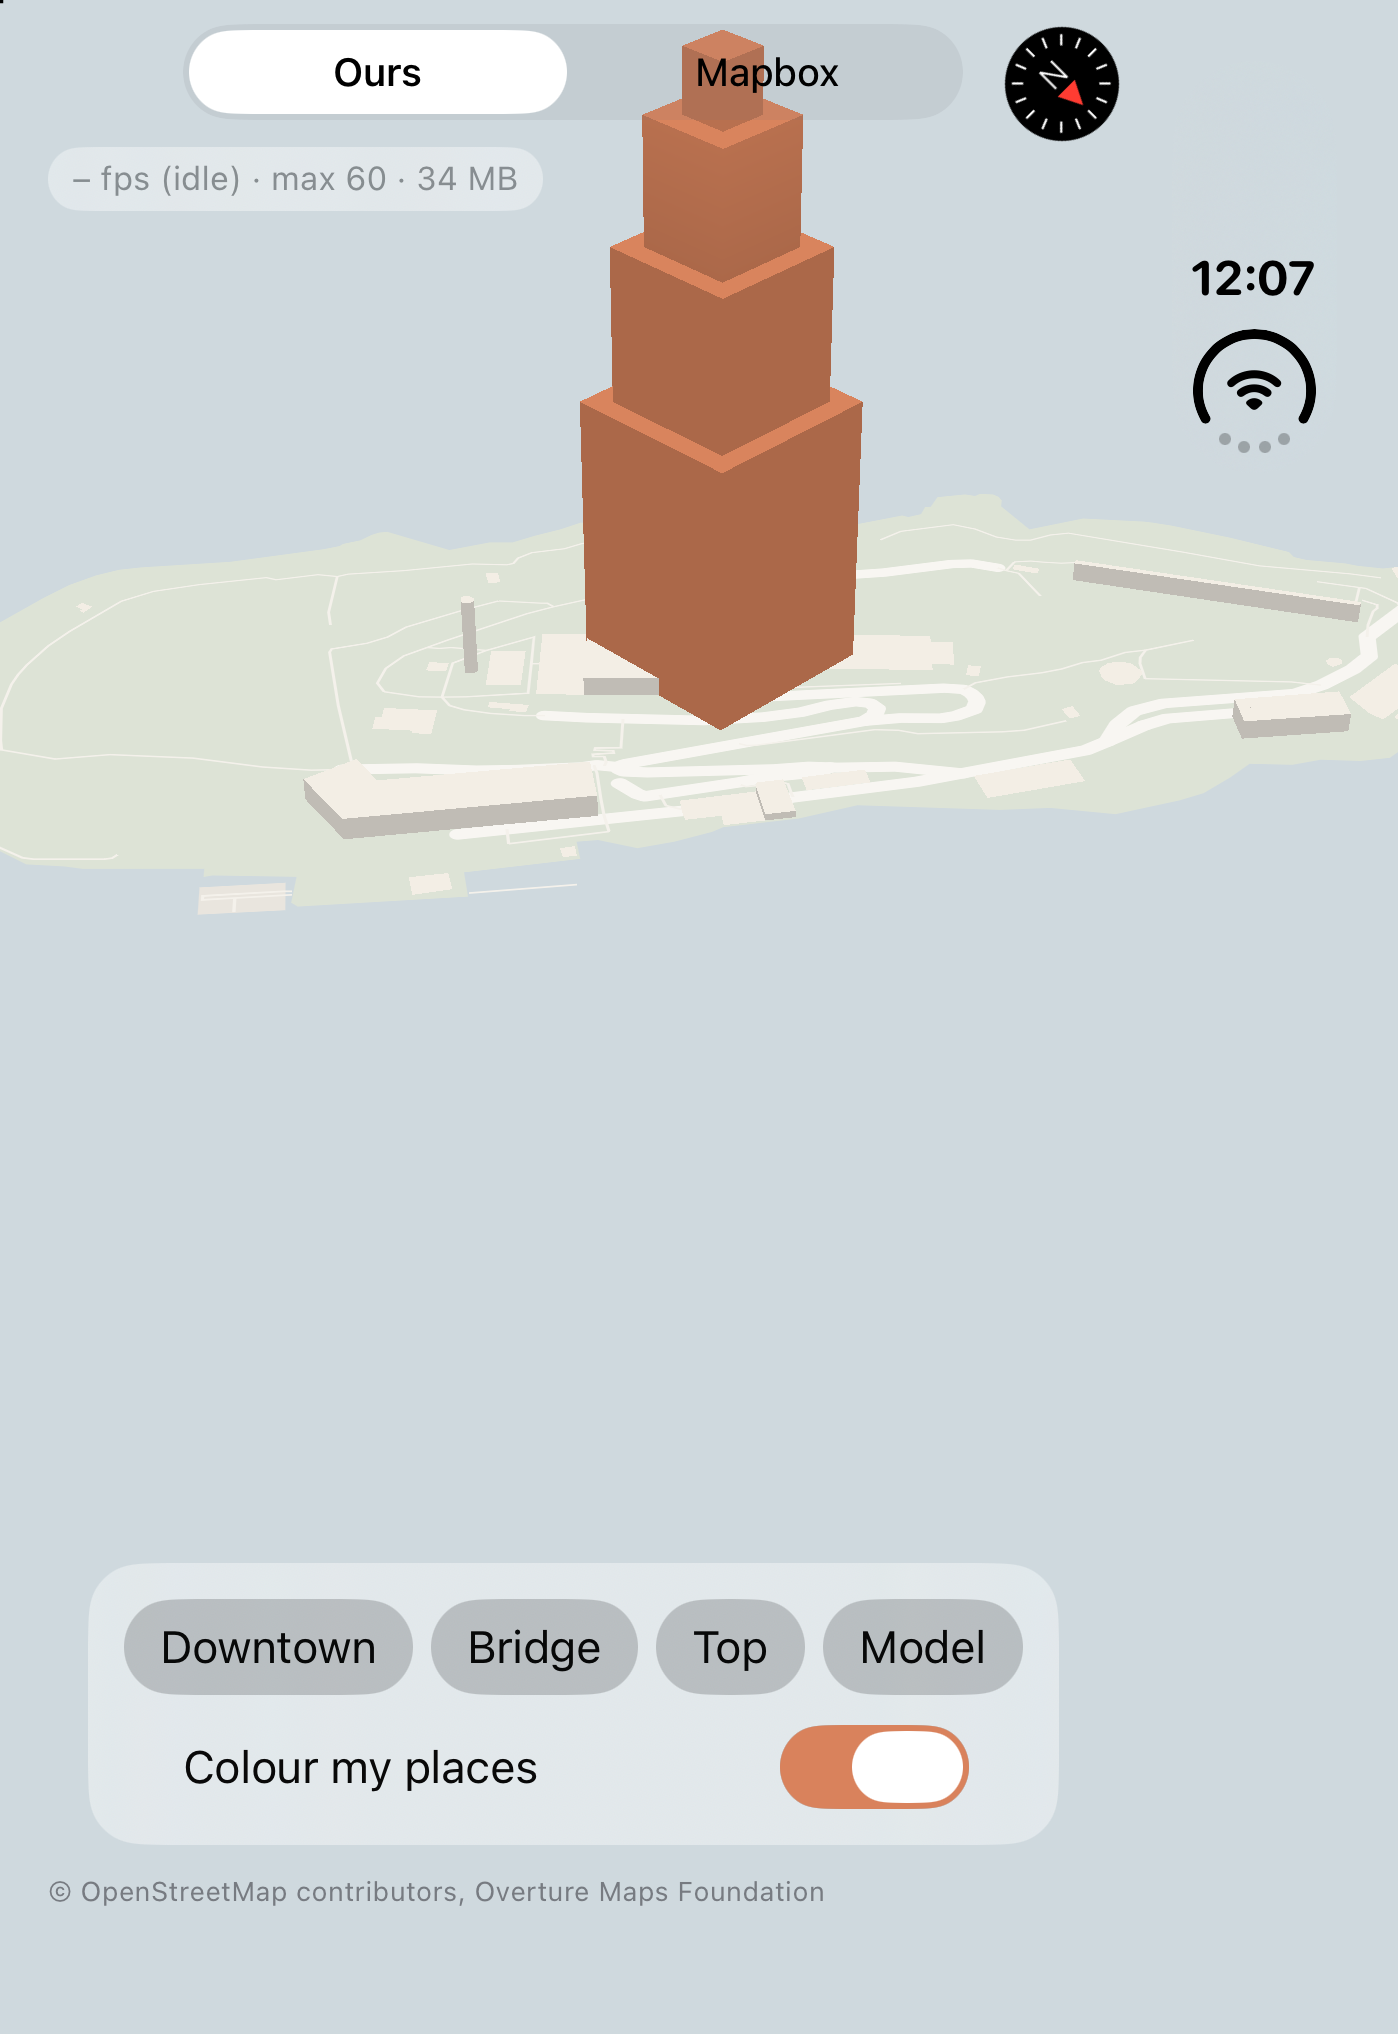 Ours
Mapbox
N
– fps (idle) · max 60 · 34 MB
12:07
Downtown
Bridge
Top
Model
Colour my places
© OpenStreetMap contributors, Overture Maps Foundation